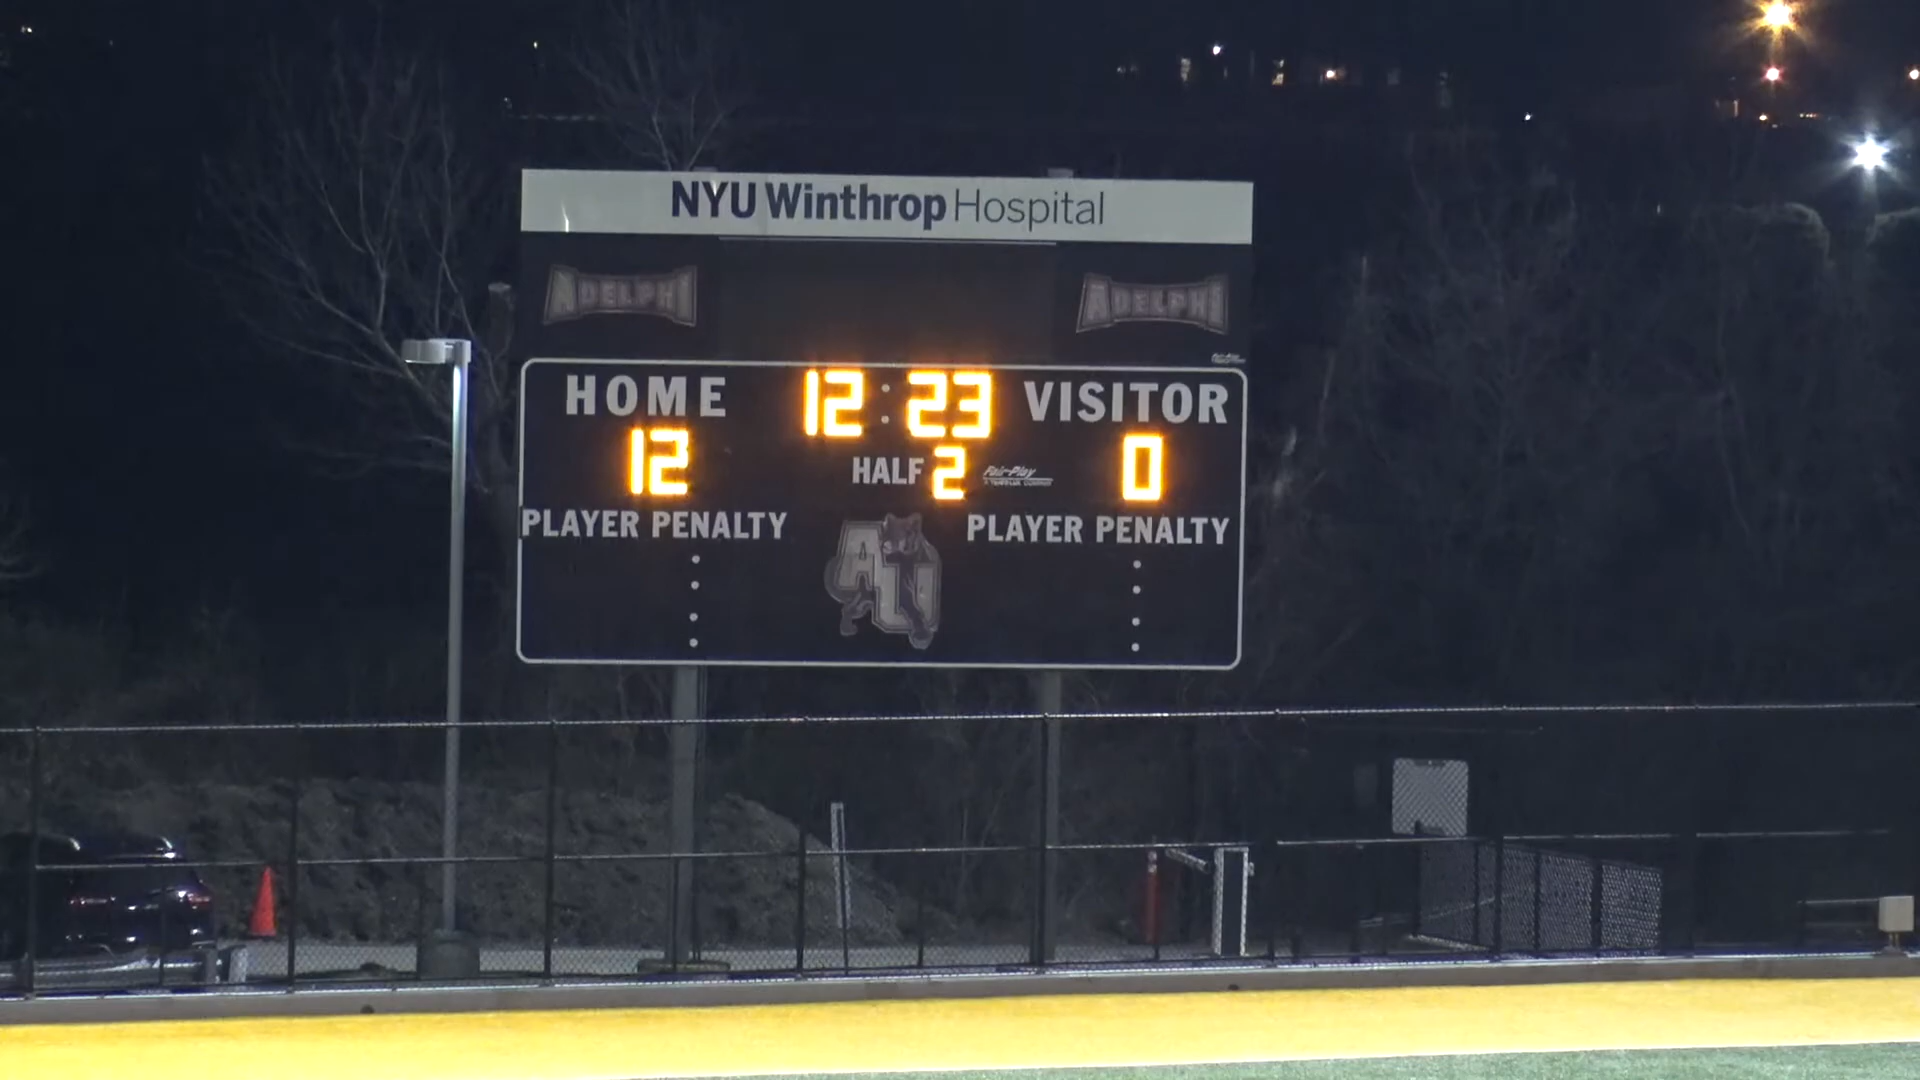 NYU Winthrop Hospital
ADELPHI ADELPHI
HOME 12:23 VISITOR
12 HALF 2 Fair-Play 0
PLAYER PENALTY PLAYER PENALTY
AU